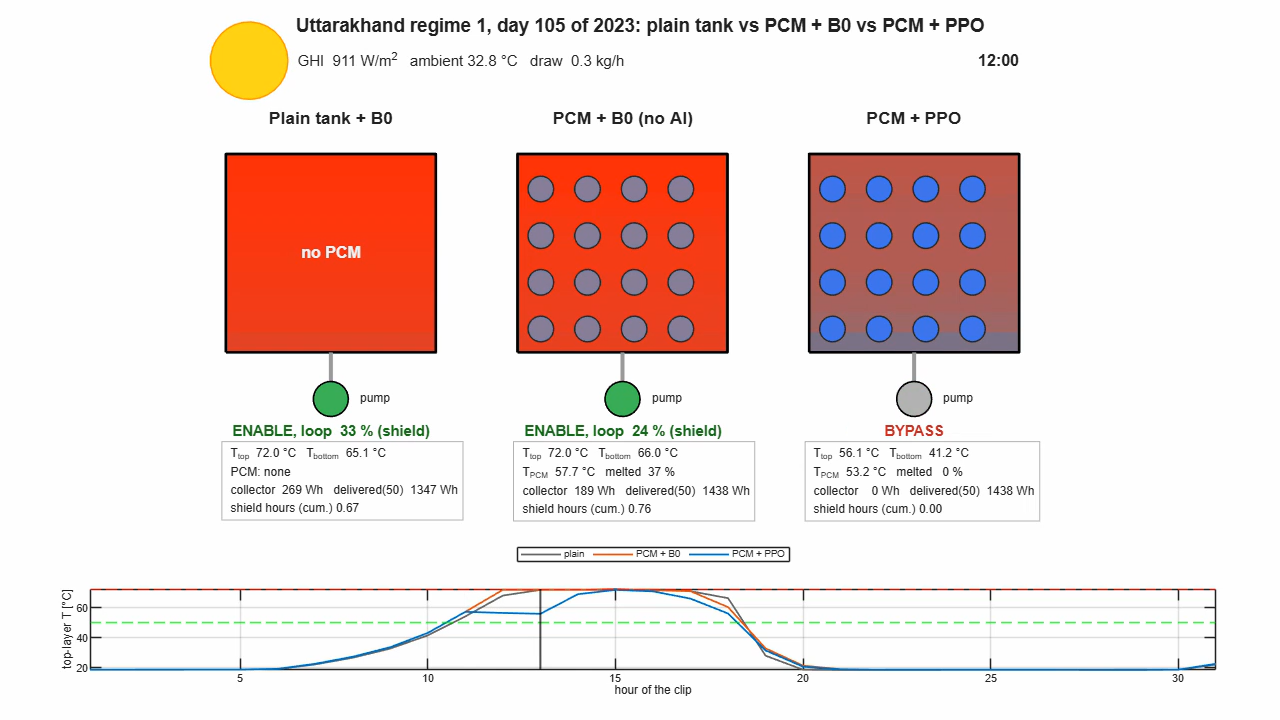 Uttarakhand regime 1, day 105 of 2023: plain tank vs PCM + B0 vs PCM + PPO
GHI 911 W/m² ambient 32.8 °C draw 0.3 kg/h 12:00
Plain tank + B0 PCM + B0 (no AI) PCM + PPO
no PCM
pump pump pump
ENABLE, loop 33 % (shield) ENABLE, loop 24 % (shield) BYPASS
Ttop 72.0 °C Tbottom 65.1 °C
PCM: none
collector 269 Wh delivered(50) 1347 Wh
shield hours (cum.) 0.67
Ttop 72.0 °C Tbottom 66.0 °C
TPCM 57.7 °C melted 37 %
collector 189 Wh delivered(50) 1438 Wh
shield hours (cum.) 0.76
Ttop 56.1 °C Tbottom 41.2 °C
TPCM 53.2 °C melted 0 %
collector 0 Wh delivered(50) 1438 Wh
shield hours (cum.) 0.00
plain PCM + B0 PCM + PPO
top-layer T [°C]
60
40
20
5 10 15 20 25 30
hour of the clip